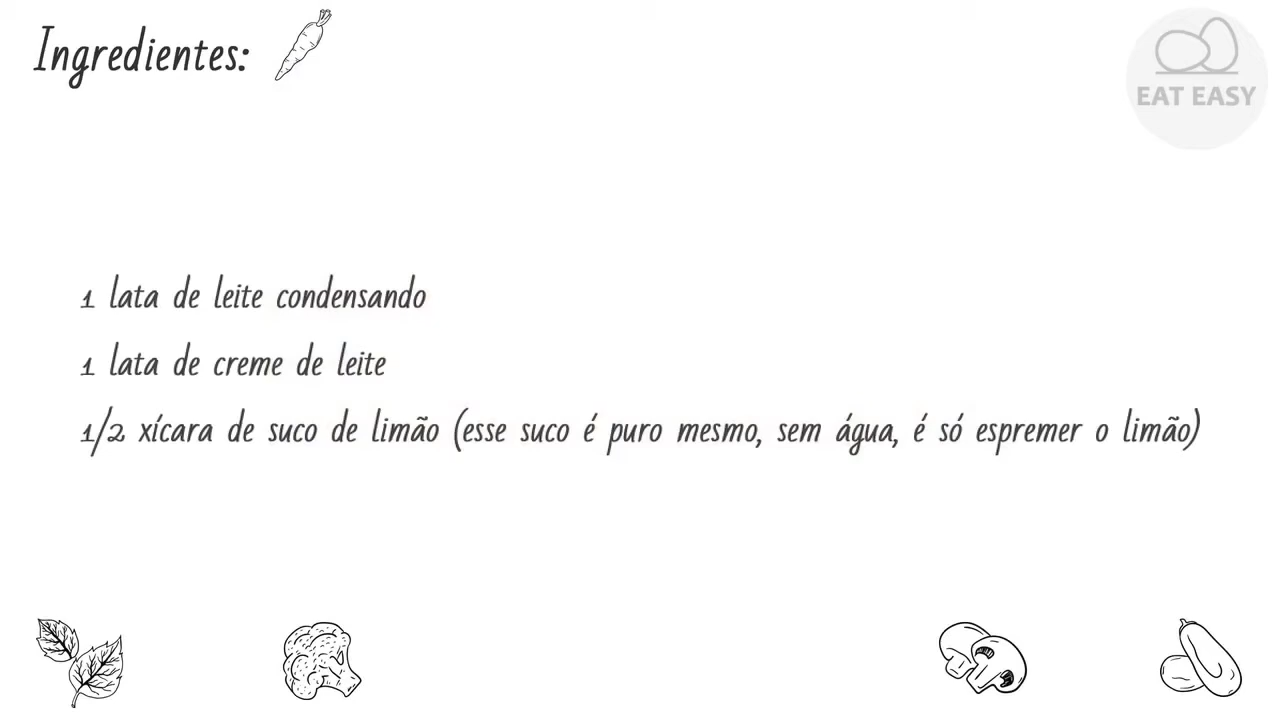 Ingredientes:
EAT EASY
1 lata de leite condensando
1 lata de creme de leite
1/2 xícara de suco de limão (esse suco é puro mesmo, sem água, é só espremer o limão)